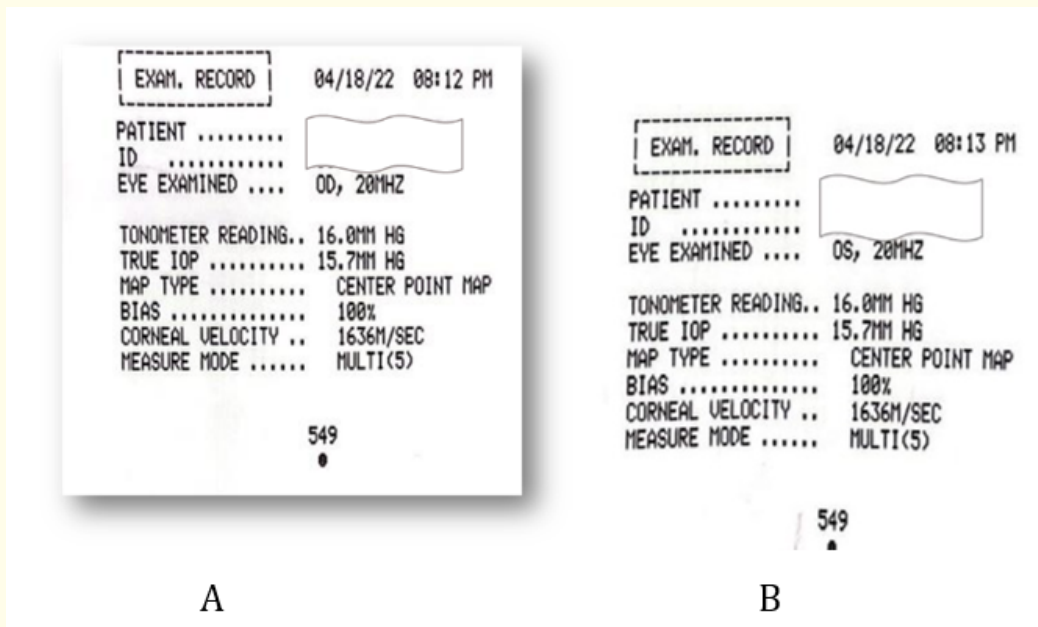 EXAM. RECORD 04/18/22 08:12 PM
PATIENT .........
ID ............
EYE EXAMINED .... OD, 20MHZ
TONOMETER READING.. 16.0MM HG
TRUE IOP .......... 15.7MM HG
MAP TYPE .......... CENTER POINT MAP
BIAS .............. 100%
CORNEAL VELOCITY .. 1636M/SEC
MEASURE MODE ...... MULTI(5)
549
A
EXAM. RECORD 04/18/22 08:13 PM
PATIENT .........
ID ............
EYE EXAMINED .... OS, 20MHZ
TONOMETER READING.. 16.0MM HG
TRUE IOP .......... 15.7MM HG
MAP TYPE .......... CENTER POINT MAP
BIAS .............. 100%
CORNEAL VELOCITY .. 1636M/SEC
MEASURE MODE ...... MULTI(5)
549
B